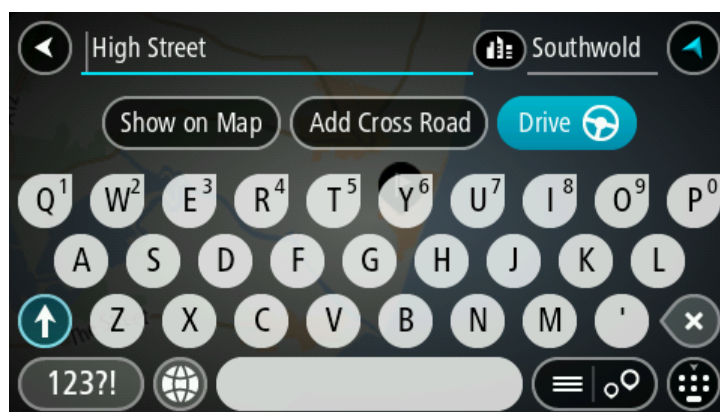 High Street Southwold
Show on Map Add Cross Road Drive
Q1 W2 E3 R4 T5 Y6 U7 I8 O9 P0
A S D F G H J K L
Z X C V B N M '
123?!